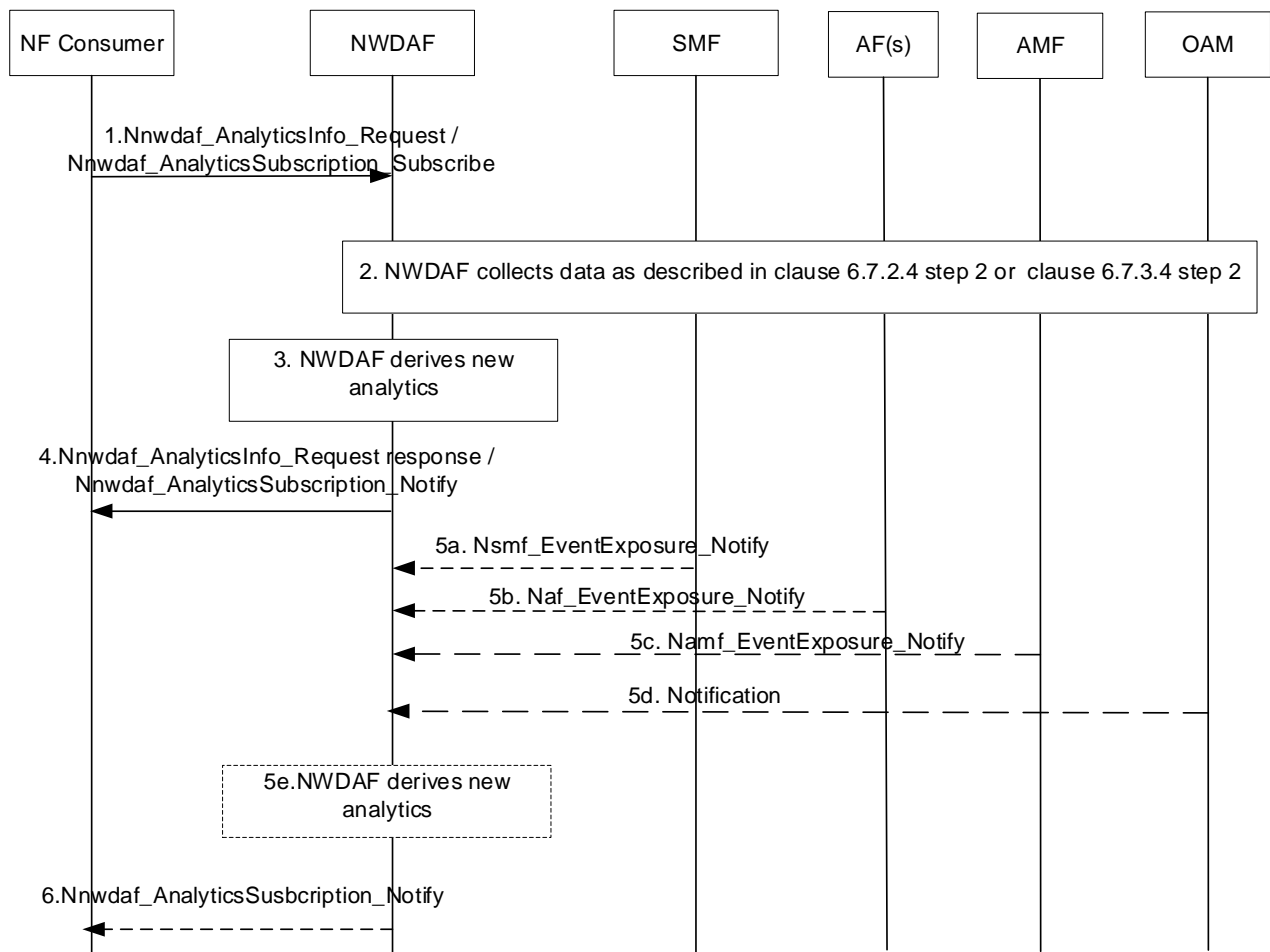 NF Consumer
NWDAF
SMF
AF(s)
AMF
OAM
1.Nnwdaf_AnalyticsInfo_Request /
Nnwdaf_AnalyticsSubscription_Subscribe
2. NWDAF collects data as described in clause 6.7.2.4 step 2 or clause 6.7.3.4 step 2
3. NWDAF derives new
analytics
4.Nnwdaf_AnalyticsInfo_Request response /
Nnwdaf_AnalyticsSubscription_Notify
5a. Nsmf_EventExposure_Notify
5b. Naf_EventExposure_Notify
5c. Namf_EventExposure_Notify
5d. Notification
5e.NWDAF derives new
analytics
6.Nnwdaf_AnalyticsSusbcription_Notify